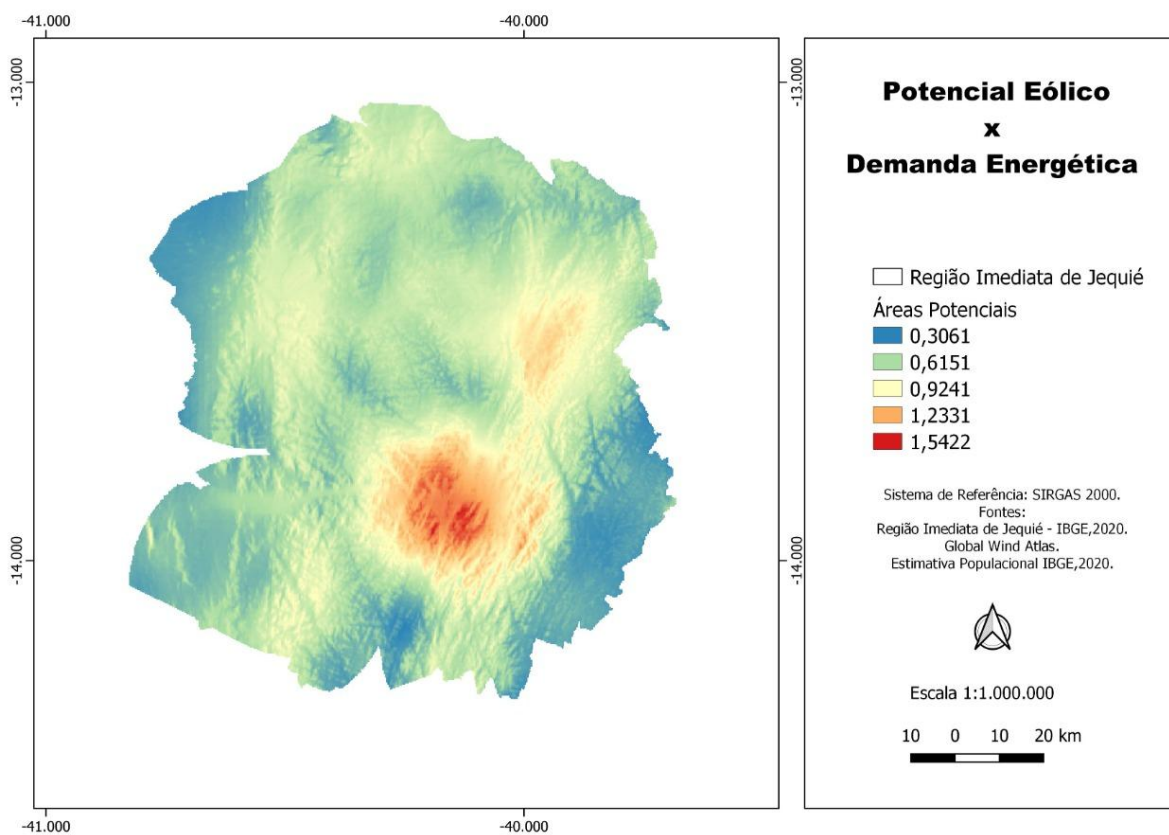 -41.000
-40.000
-13.000
-13.000
-14.000
-14.000
-41.000
-40.000
Potencial Eólico
x
Demanda Energética
Região Imediata de Jequié
Áreas Potenciais
0,3061
0,6151
0,9241
1,2331
1,5422
Sistema de Referência: SIRGAS 2000.
Fontes:
Região Imediata de Jequié - IBGE,2020.
Global Wind Atlas.
Estimativa Populacional IBGE,2020.
Escala 1:1.000.000
10 0 10 20 km